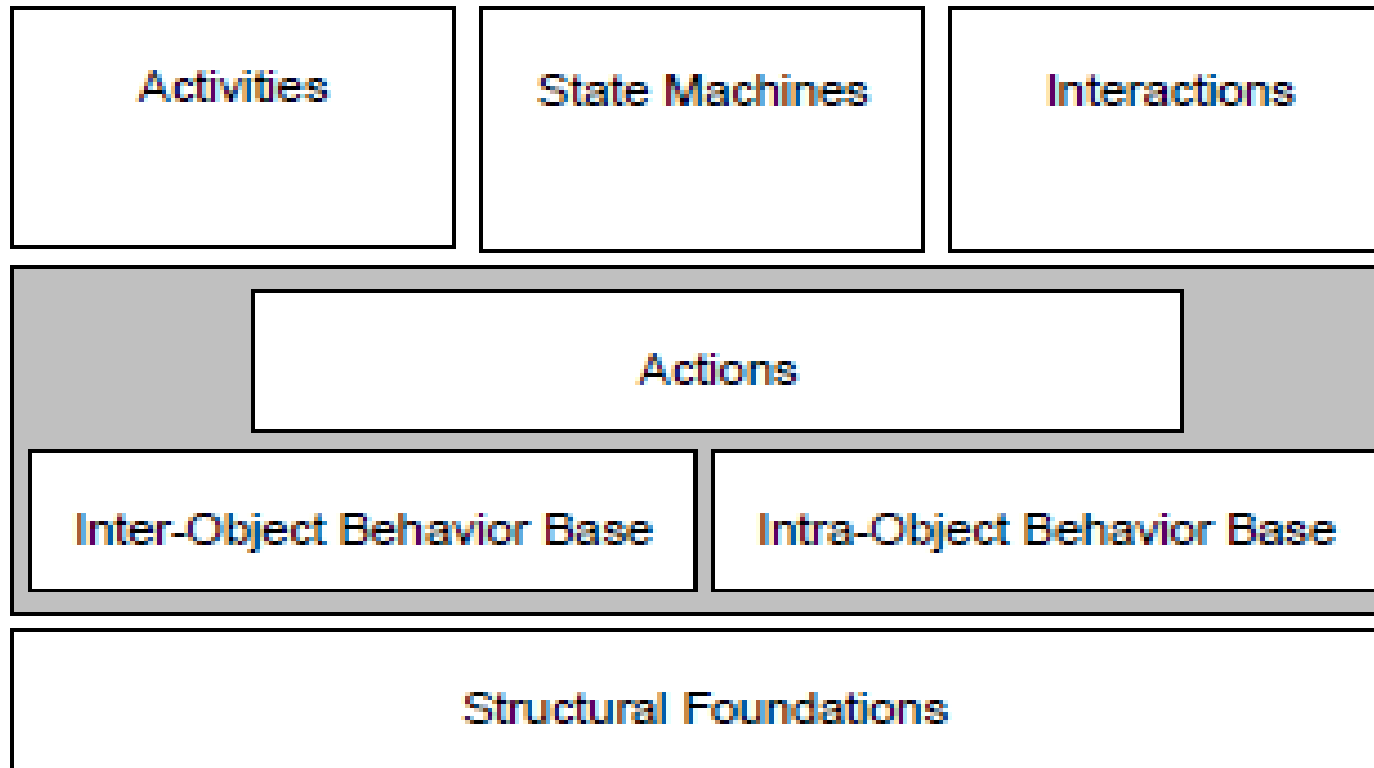 Activities
State Machines
Interactions
Actions
Inter-Object Behavior Base
Intra-Object Behavior Base
Structural Foundations